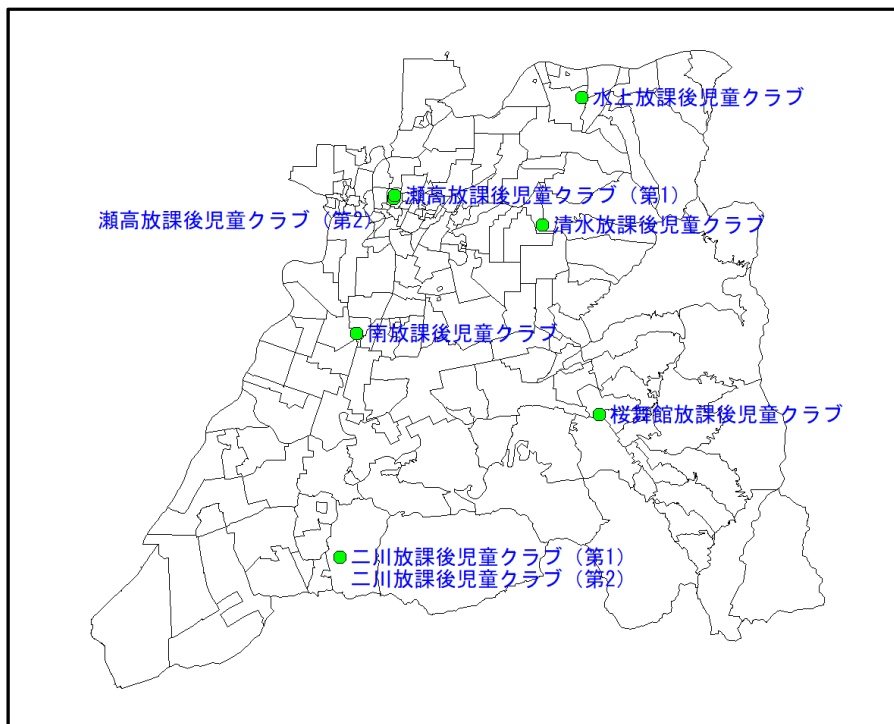 水上放課後児童クラブ
瀬高放課後児童クラブ（第1）
瀬高放課後児童クラブ（第2）
清水放課後児童クラブ
南放課後児童クラブ
桜舞館放課後児童クラブ
二川放課後児童クラブ（第1）
二川放課後児童クラブ（第2）